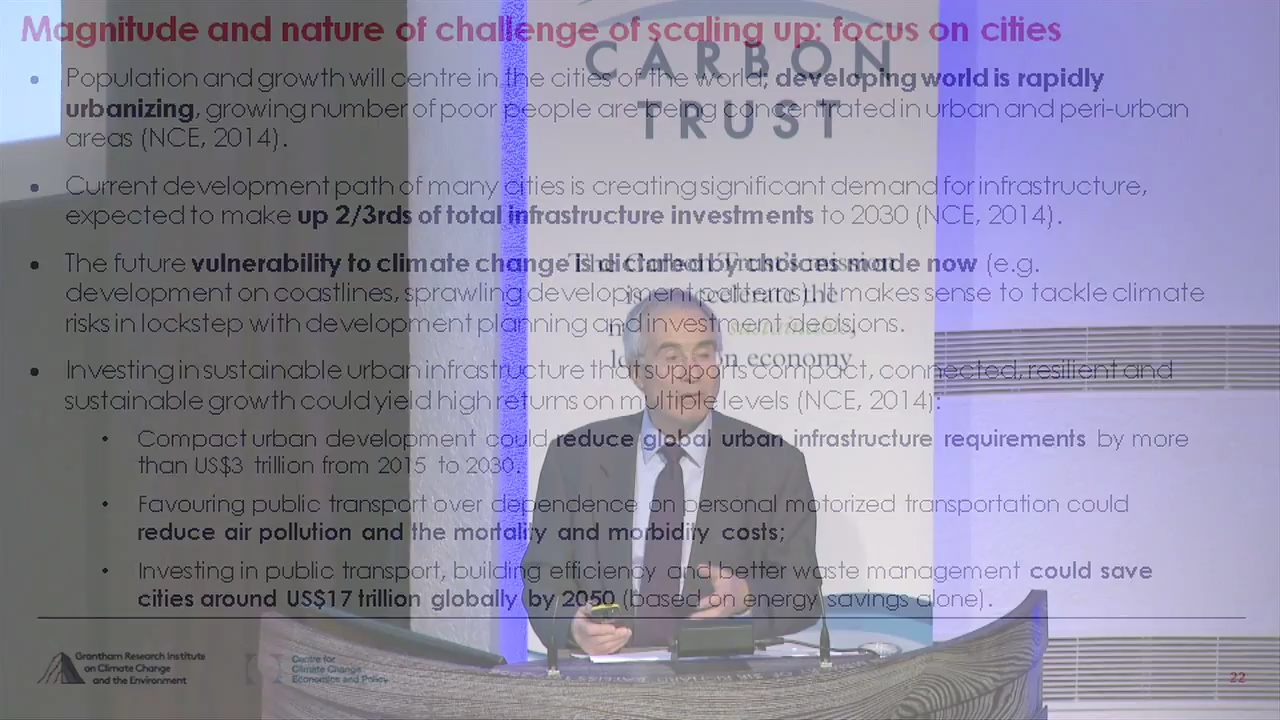 Magnitude and nature of challenge of scaling up: focus on cities
CARBON
TRUST
• Population and growth will centre in the cities of the world; developing world is rapidly
urbanizing, growing number of poor people are being concentrated in urban and peri-urban
areas (NCE, 2014).
• Current development path of many cities is creating significant demand for infrastructure,
expected to make up 2/3rds of total infrastructure investments to 2030 (NCE, 2014).
• The future vulnerability to climate change is dictated by choices made now (e.g.
development on coastlines, sprawling development patterns). It makes sense to tackle climate
risks in lockstep with development planning and investment decisions.
The Carbon Trust's mission
is to accelerate the
sustainable,
economy
• Investing in sustainable urban infrastructure that supports compact, connected, resilient and
sustainable growth could yield high returns on multiple levels (NCE, 2014):
• Compact urban development could reduce global urban infrastructure requirements by more
than US$3 trillion from 2015 to 2030.
• Favouring public transport over dependence on personal motorized transportation could
reduce air pollution and the mortality and morbidity costs;
• Investing in public transport, building efficiency and better waste management could save
cities around US$17 trillion globally by 2050 (based on energy savings alone).
Grantham Research Institute
on Climate Change
and the Environment
Centre for
Climate Change
Economics and Policy
22